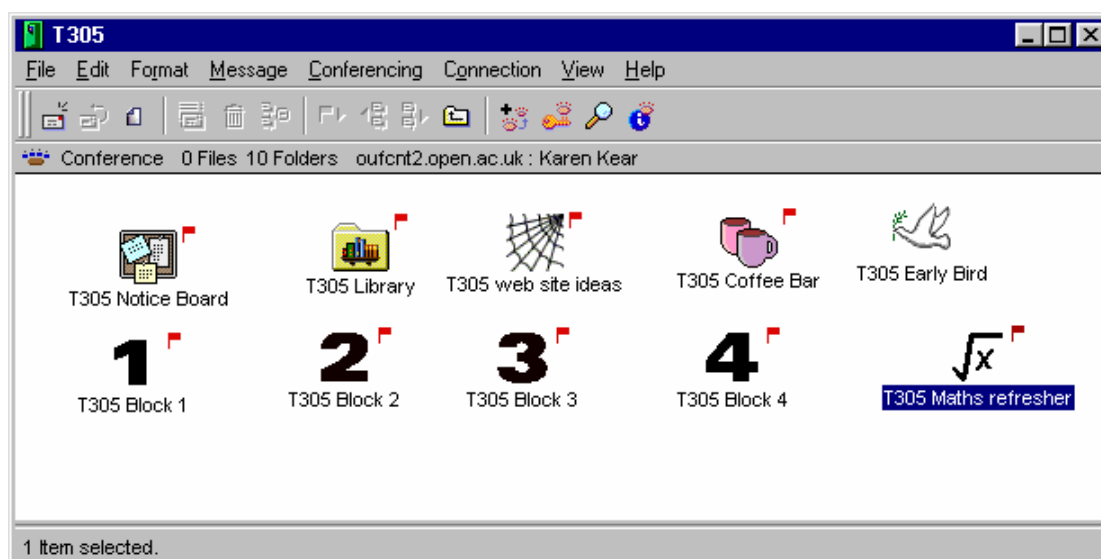 T305
File Edit Format Message Conferencing Connection View Help
Conference 0 Files 10 Folders oufcnt2.open.ac.uk : Karen Kear
T305 Notice Board T305 Library T305 web site ideas T305 Coffee Bar T305 Early Bird
1 2 3 4 √x
T305 Block 1 T305 Block 2 T305 Block 3 T305 Block 4 T305 Maths refresher
1 Item selected.